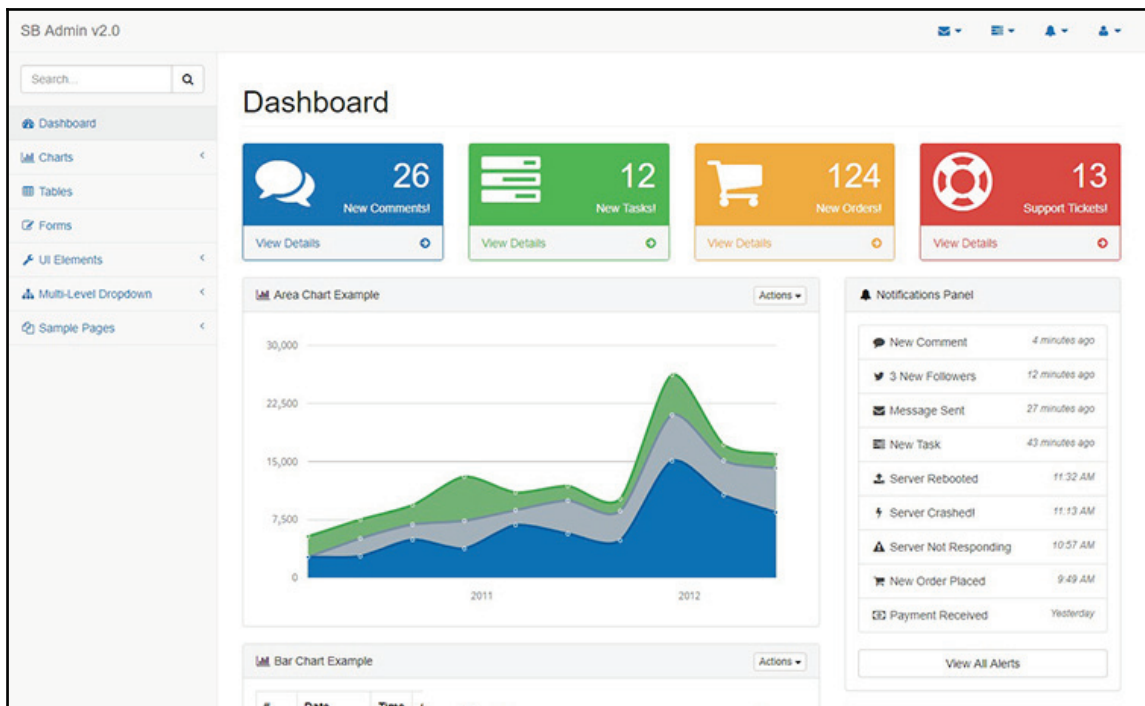 SB Admin v2.0
Search...
Dashboard
Charts
Tables
Forms
UI Elements
Multi-Level Dropdown
Sample Pages
Dashboard
26
New Comments!
View Details
12
New Tasks!
View Details
124
New Orders!
View Details
13
Support Tickets!
View Details
Area Chart Example
Actions
30,000
22,500
15,000
7,500
0
2011
2012
Notifications Panel
New Comment 4 minutes ago
3 New Followers 12 minutes ago
Message Sent 27 minutes ago
New Task 43 minutes ago
Server Rebooted 11:32 AM
Server Crashed! 11:13 AM
Server Not Responding 10:57 AM
New Order Placed 9:49 AM
Payment Received Yesterday
View All Alerts
Bar Chart Example
Actions
# Date Time